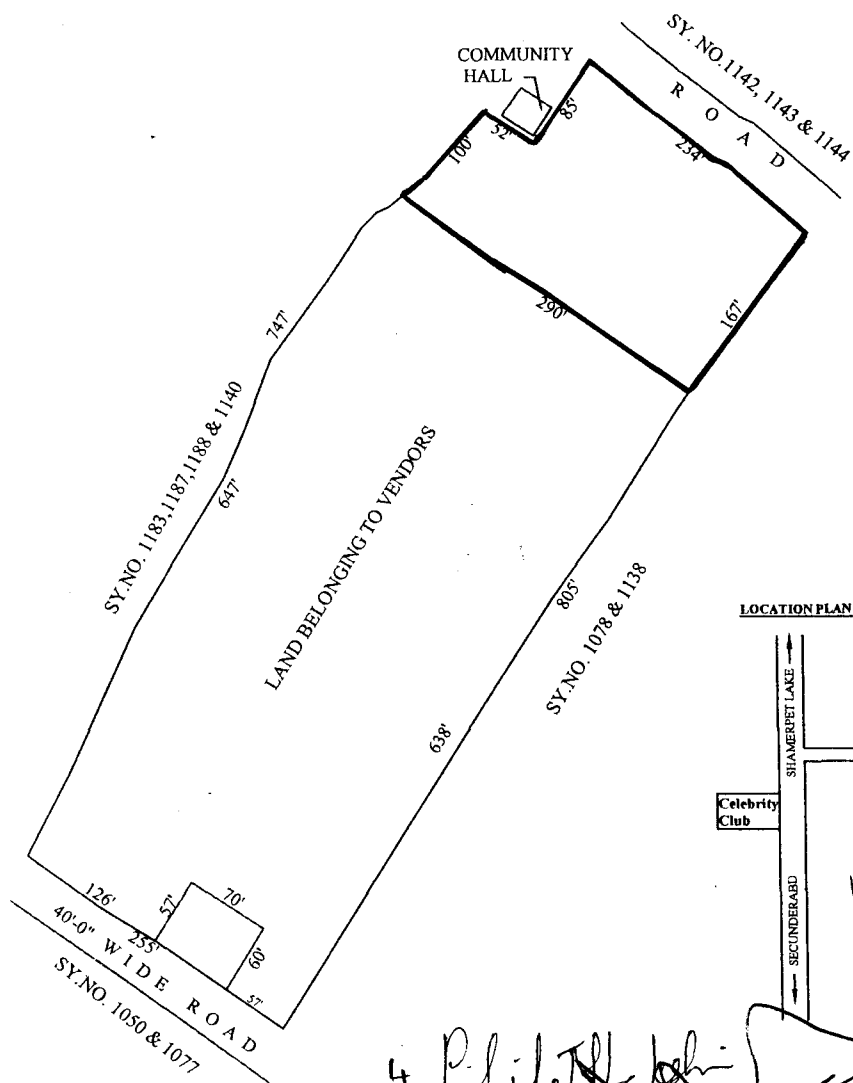 SY. NO.1142, 1143 & 1144
ROAD
COMMUNITY
HALL
85'
52'
100'
234'
290'
167'
747'
647'
SY.NO. 1183,1187,1188 & 1140
LAND BELONGING TO VENDORS
805'
638'
SY.NO. 1078 & 1138
LOCATION PLAN
SHAMERPET LAKE
Celebrity
Club
SECUNDERABD
126'
57'
70'
60'
255'
57'
40'-0" WIDE ROAD
SY.NO. 1050 & 1077
4